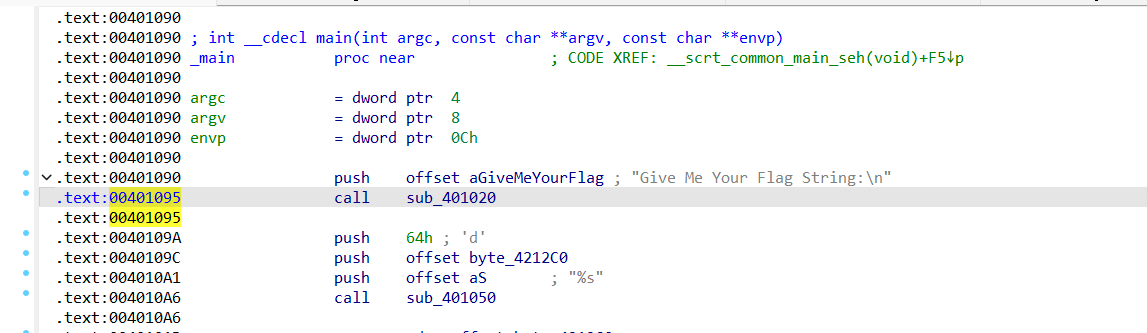 .text:00401090
.text:00401090 ; int __cdecl main(int argc, const char **argv, const char **envp)
.text:00401090 _main proc near ; CODE XREF: __scrt_common_main_seh(void)+F5↓p
.text:00401090
.text:00401090 argc = dword ptr 4
.text:00401090 argv = dword ptr 8
.text:00401090 envp = dword ptr 0Ch
.text:00401090
.text:00401090 push offset aGiveMeYourFlag ; "Give Me Your Flag String:\n"
.text:00401095 call sub_401020
.text:00401095
.text:0040109A push 64h ; 'd'
.text:0040109C push offset byte_4212C0
.text:004010A1 push offset aS ; "%s"
.text:004010A6 call sub_401050
.text:004010A6